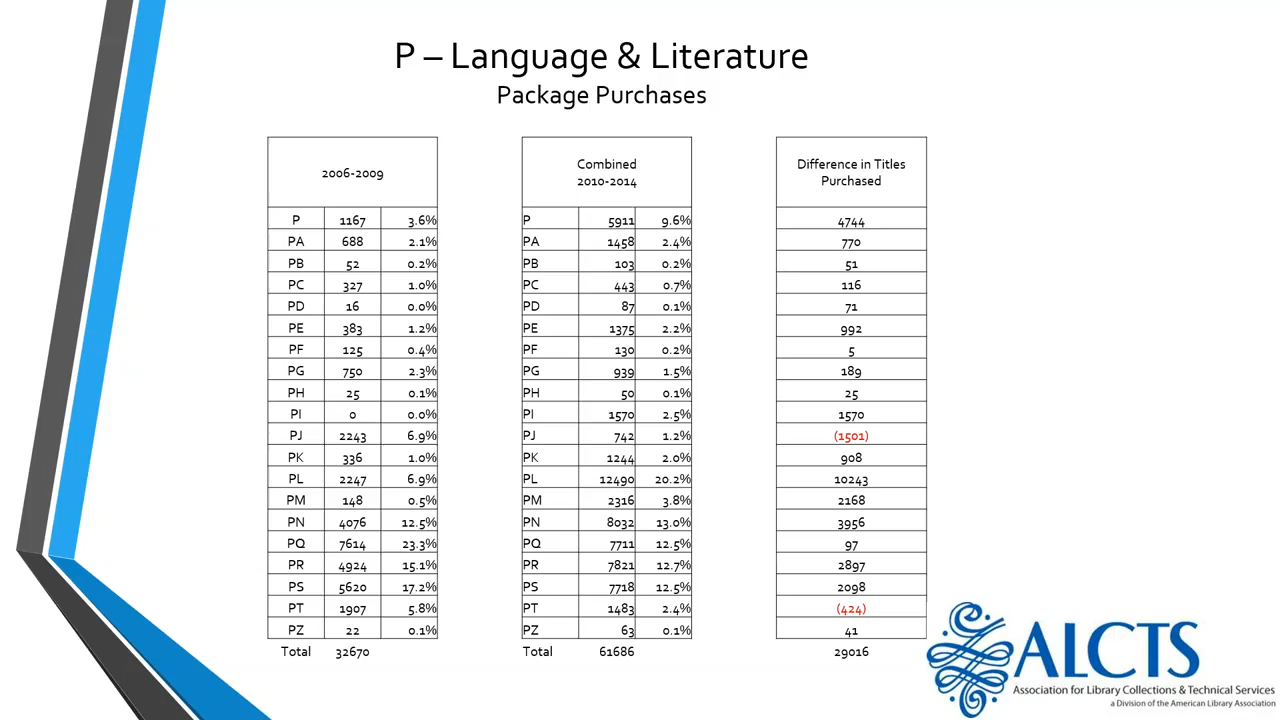 P – Language & Literature
Package Purchases
2006-2009
P 1167 3.6%
PA 688 2.1%
PB 52 0.2%
PC 327 1.0%
PD 16 0.0%
PE 383 1.2%
PF 125 0.4%
PG 750 2.3%
PH 25 0.1%
PI 0 0.0%
PJ 2243 6.9%
PK 336 1.0%
PL 2247 6.9%
PM 148 0.5%
PN 4076 12.5%
PQ 7614 23.3%
PR 4924 15.1%
PS 5620 17.2%
PT 1907 5.8%
PZ 22 0.1%
Total 32670
Combined
2010-2014
P 5911 9.6%
PA 1458 2.4%
PB 103 0.2%
PC 443 0.7%
PD 87 0.1%
PE 1375 2.2%
PF 130 0.2%
PG 939 1.5%
PH 50 0.1%
PI 1570 2.5%
PJ 742 1.2%
PK 1244 2.0%
PL 12490 20.2%
PM 2316 3.8%
PN 8032 13.0%
PQ 7711 12.5%
PR 7821 12.7%
PS 7718 12.5%
PT 1483 2.4%
PZ 63 0.1%
Total 61686
Difference in Titles
Purchased
4744
770
51
116
71
992
5
189
25
1570
(1501)
908
10243
2168
3956
97
2897
2098
(424)
41
29016
ALCTS
Association for Library Collections & Technical Services
a Division of the American Library Association